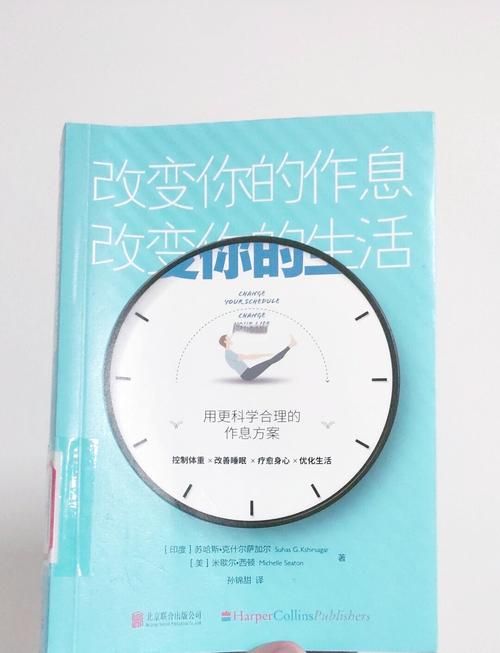 改变你的作息
改变你的生活
CHANGE
YOUR SCHEDULE
CHANGE
YOUR LIFE
用更科学合理的
作息方案
控制体重×改善睡眠×疗愈身心×优化生活
[印度] 苏哈斯·克什尔萨加尔 Suhas G. Kshirsagar
[美] 米歇尔·西顿 Michelle Seaton
著
孙锦甜 译
北京联合出版公司
HarperCollinsPublishers